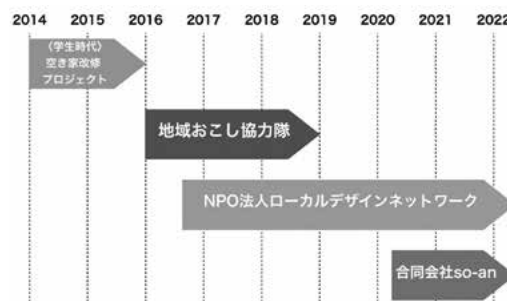 2014 2015 2016 2017 2018 2019 2020 2021 2022
(学生時代)
空き家改修
プロジェクト
地域おこし協力隊
NPO法人ローカルデザインネットワーク
合同会社so-an